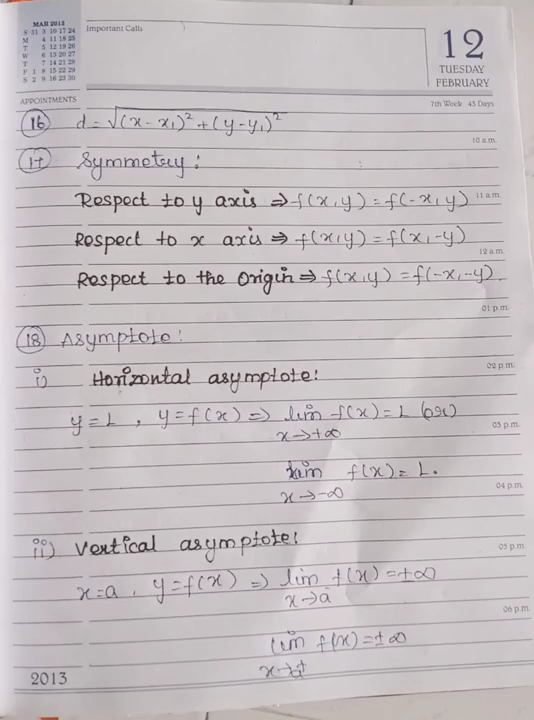 MAR 2013
S 31 3 10 17 24
M 4 11 18 25
T 5 12 19 26
W 6 13 20 27
T 7 14 21 28
F 1 8 15 22 29
S 2 9 16 23 30
Important Calls
12
TUESDAY
FEBRUARY
APPOINTMENTS
7th Week 43 Days
(16) d = √(x-x₁)² + (y-y₁)²
10 a.m.
(17) Symmetry:
Respect to y axis ⇒ f(x,y) = f(-x,y)
11 a.m.
Respect to x axis ⇒ f(x,y) = f(x,-y)
12 a.m.
Respect to the Origin ⇒ f(x,y) = f(-x,-y).
01 p.m.
(18) Asymptote:
02 p.m.
i) Horizontal asymptote:
y = L , y = f(x) ⇒ lim f(x) = L (or)
x→+∞
03 p.m.
lim f(x) = L.
x→-∞
04 p.m.
ii) Vertical asymptote:
05 p.m.
x = a , y = f(x) ⇒ lim f(x) = ±∞
x→a⁻
06 p.m.
lim f(x) = ±∞
x→a⁺
2013